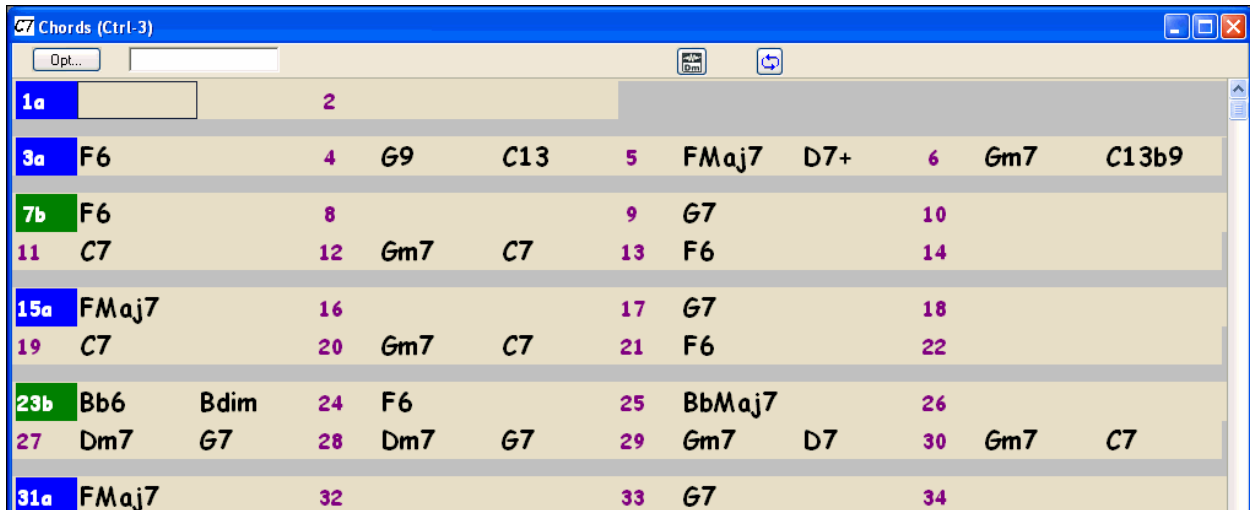 C7 Chords (Ctrl-3)
Opt... Dm
1a 2
3a F6 4 G9 C13 5 FMaj7 D7+ 6 Gm7 C13b9
7b F6 8 9 G7 10
11 C7 12 Gm7 C7 13 F6 14
15a FMaj7 16 17 G7 18
19 C7 20 Gm7 C7 21 F6 22
23b Bb6 Bdim 24 F6 25 BbMaj7 26
27 Dm7 G7 28 Dm7 G7 29 Gm7 D7 30 Gm7 C7
31a FMaj7 32 33 G7 34